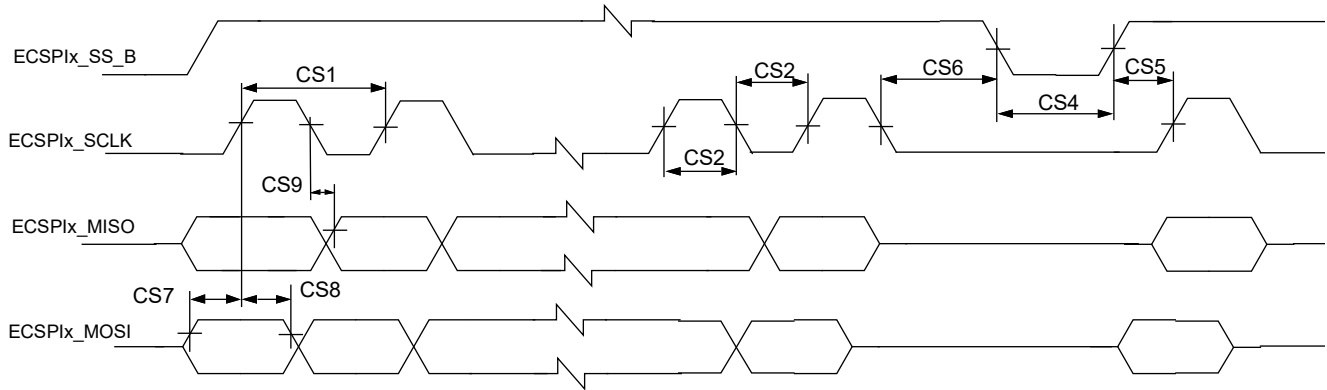 ECSPIx_SS_B
CS1
CS2
CS6
CS5
CS4
ECSPIx_SCLK
CS2
CS9
ECSPIx_MISO
CS7
CS8
ECSPIx_MOSI